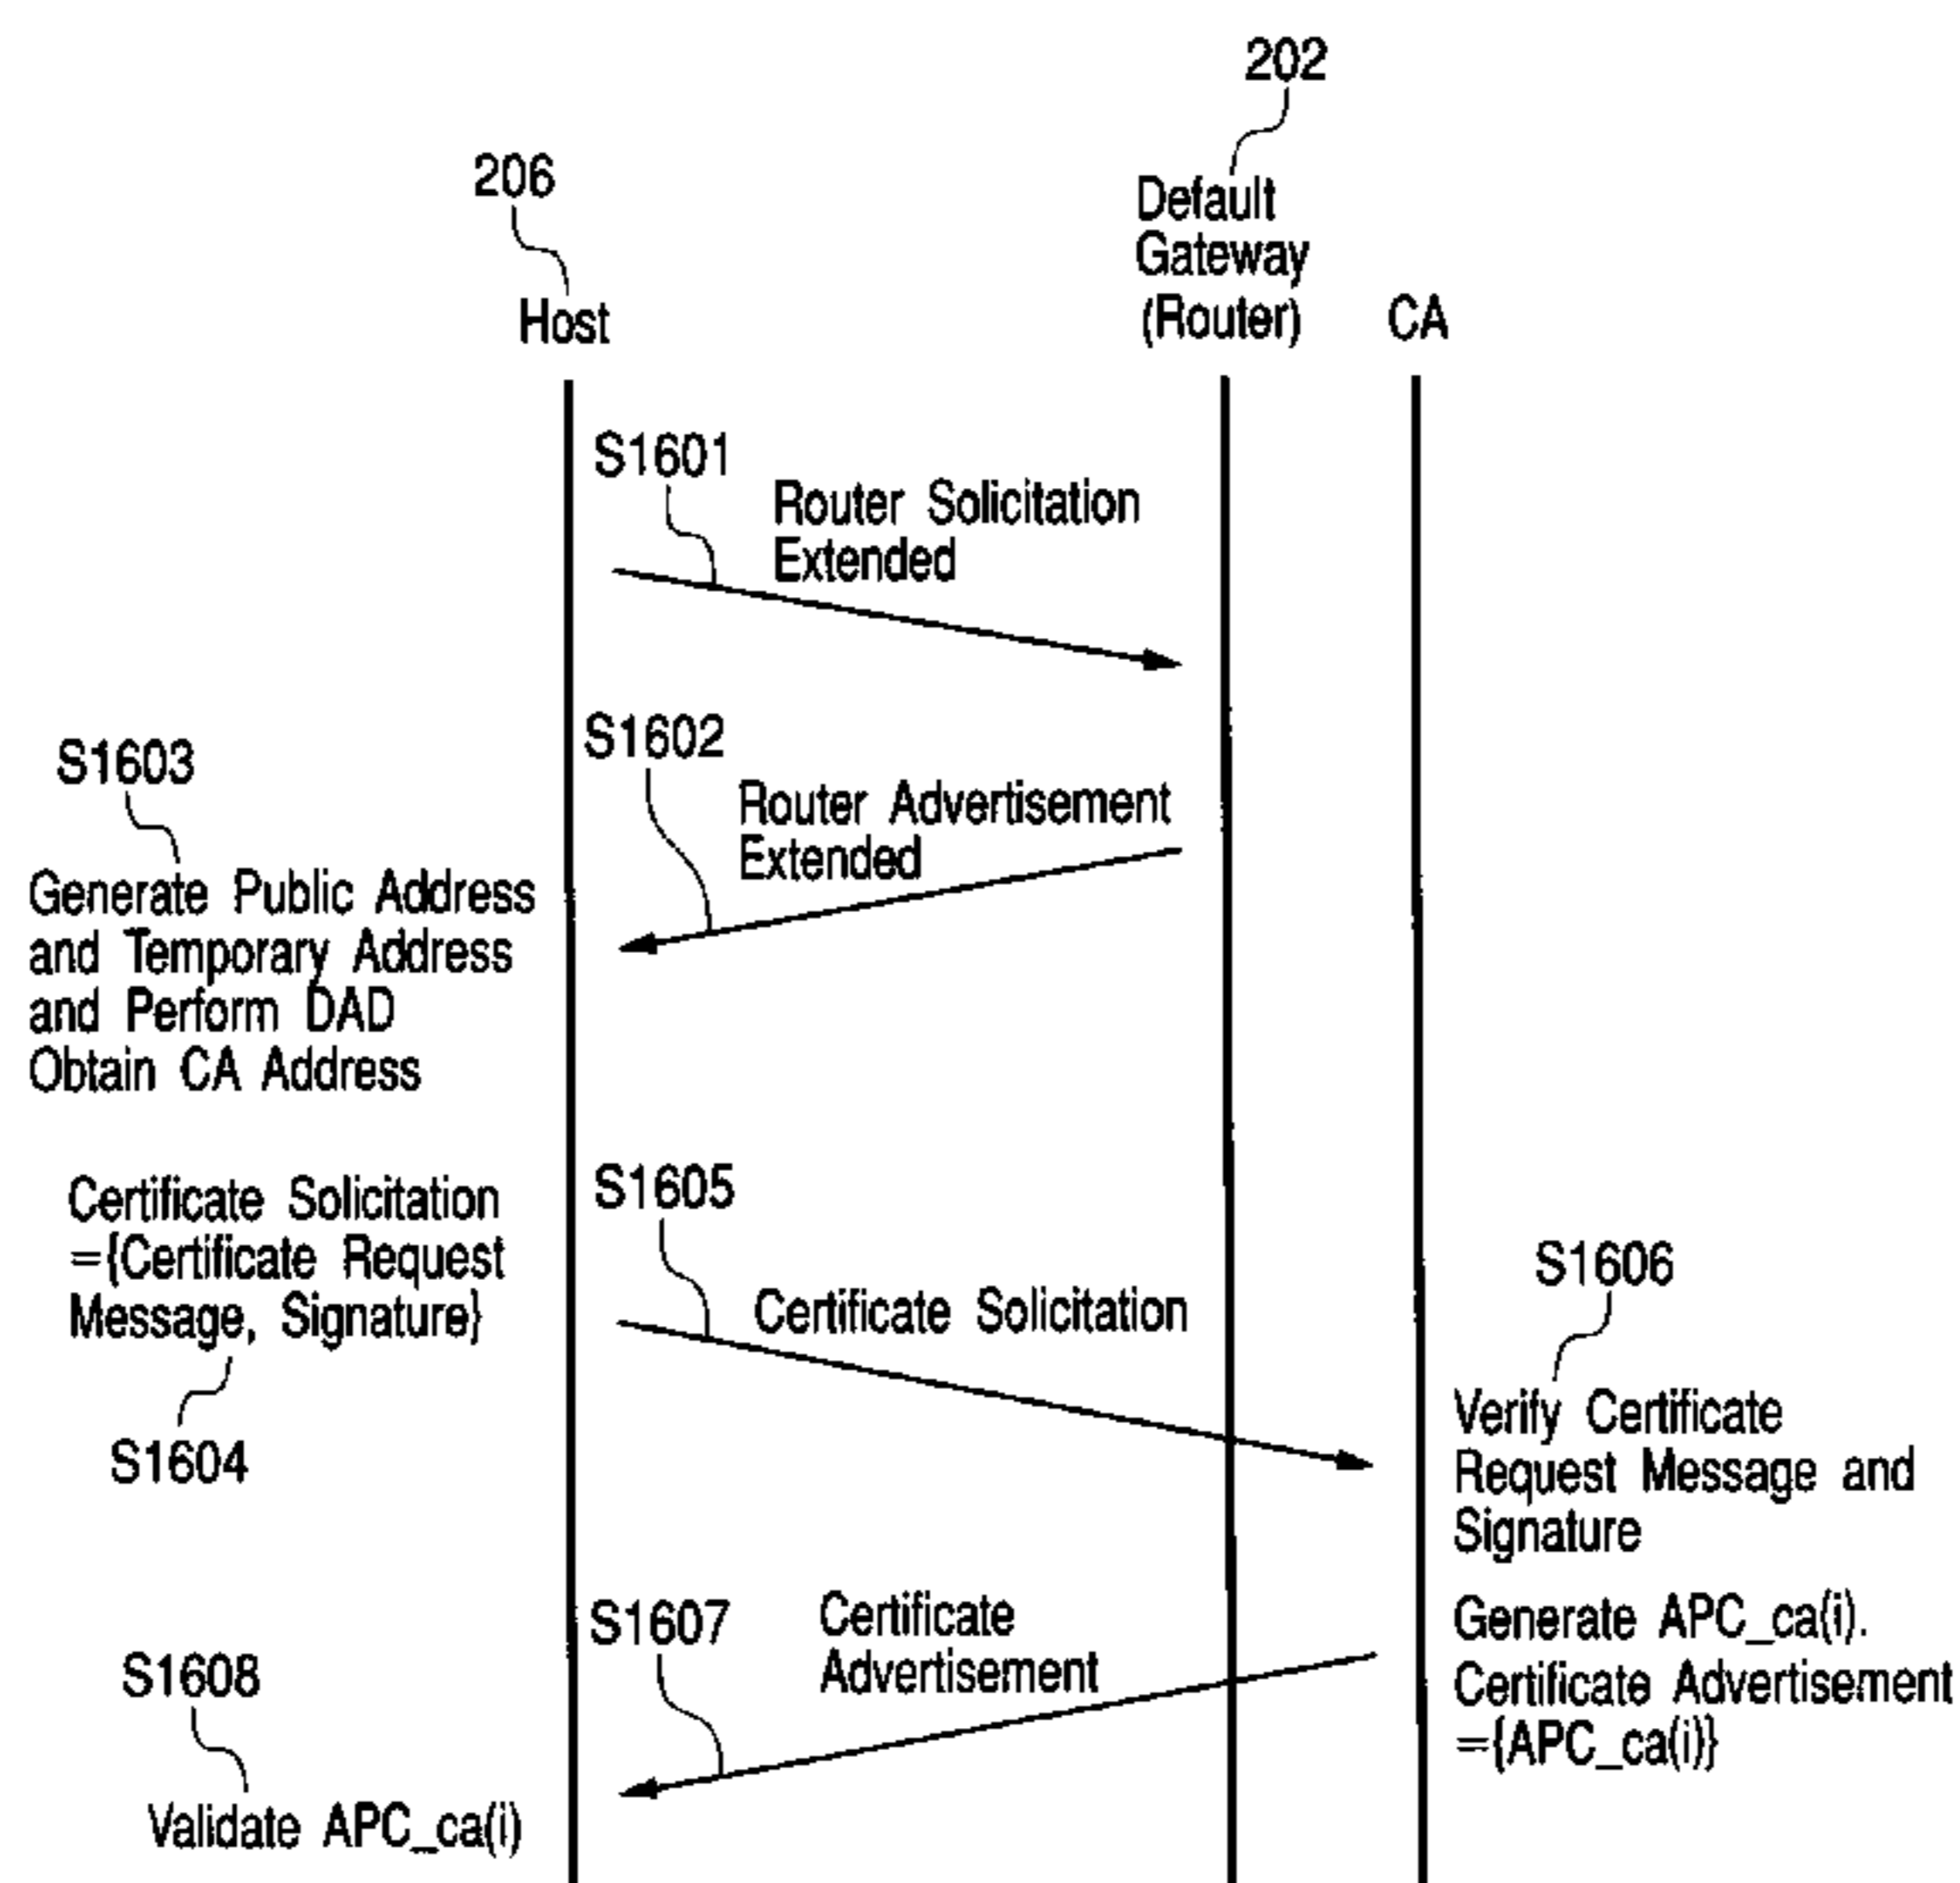 202
206
Default
Gateway
(Router)
Host
CA
S1601
Router Solicitation
Extended
S1602
S1603
Router Advertisement
Extended
Generate Public Address
and Temporary Address
and Perform DAD
Obtain CA Address
Certificate Solicitation
={Certificate Request
Message, Signature}
S1604
S1605
Certificate Solicitation
S1606
Verify Certificate
Request Message and
Signature
Generate APC_ca(i).
Certificate Advertisement
={APC_ca(i)}
S1607
Certificate
Advertisement
S1608
Validate APC_ca(i)